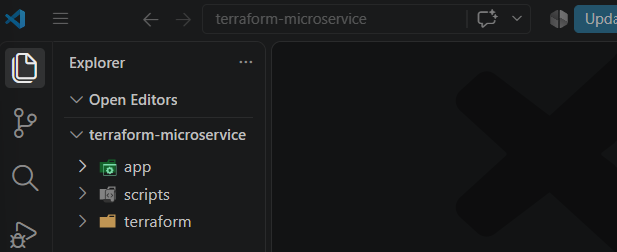 terraform-microservice
Upda
Explorer
Open Editors
terraform-microservice
app
scripts
terraform